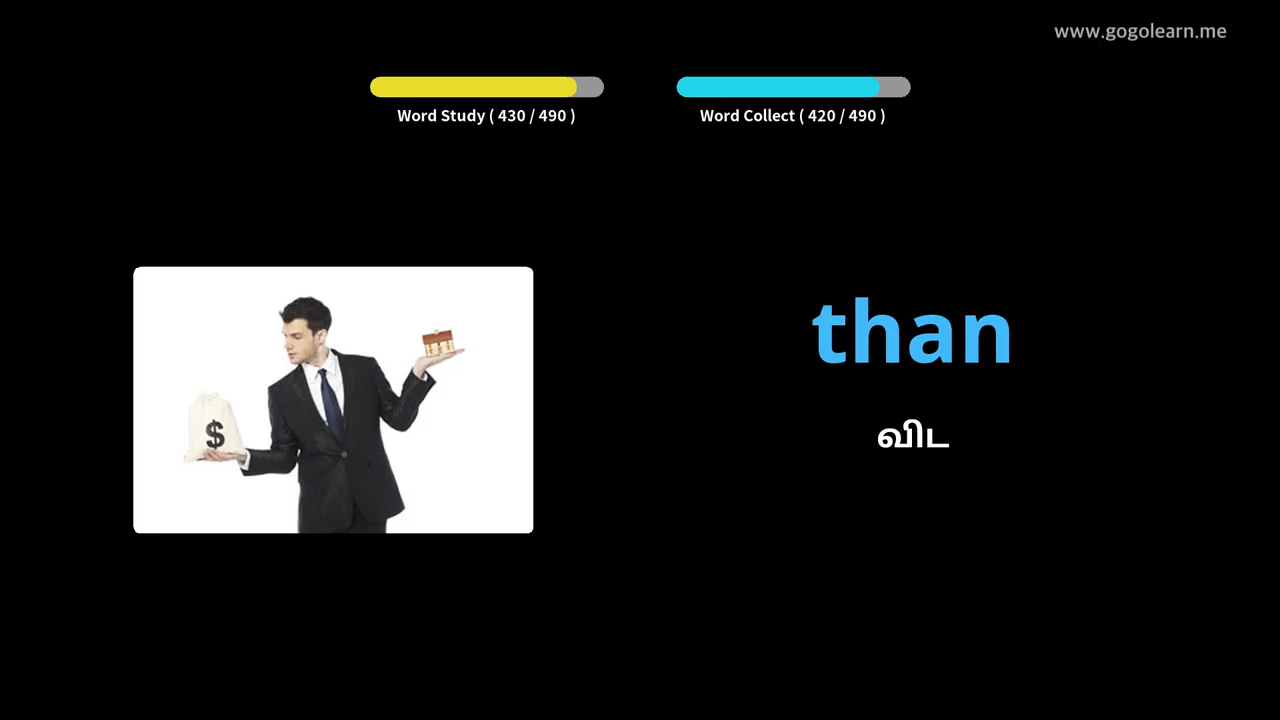 www.gogolearn.me
Word Study ( 430 / 490 )
Word Collect ( 420 / 490 )
$
than
விட